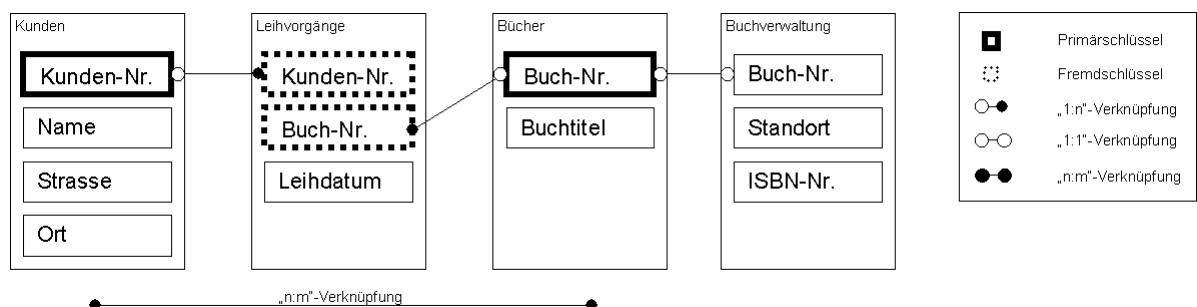 Kunden
Kunden-Nr.
Name
Strasse
Ort
Leihvorgänge
Kunden-Nr.
Buch-Nr.
Leihdatum
Bücher
Buch-Nr.
Buchtitel
Buchverwaltung
Buch-Nr.
Standort
ISBN-Nr.
Primärschlüssel
Fremdschlüssel
„1:n"-Verknüpfung
„1:1"-Verknüpfung
„n:m"-Verknüpfung
„n:m"-Verknüpfung